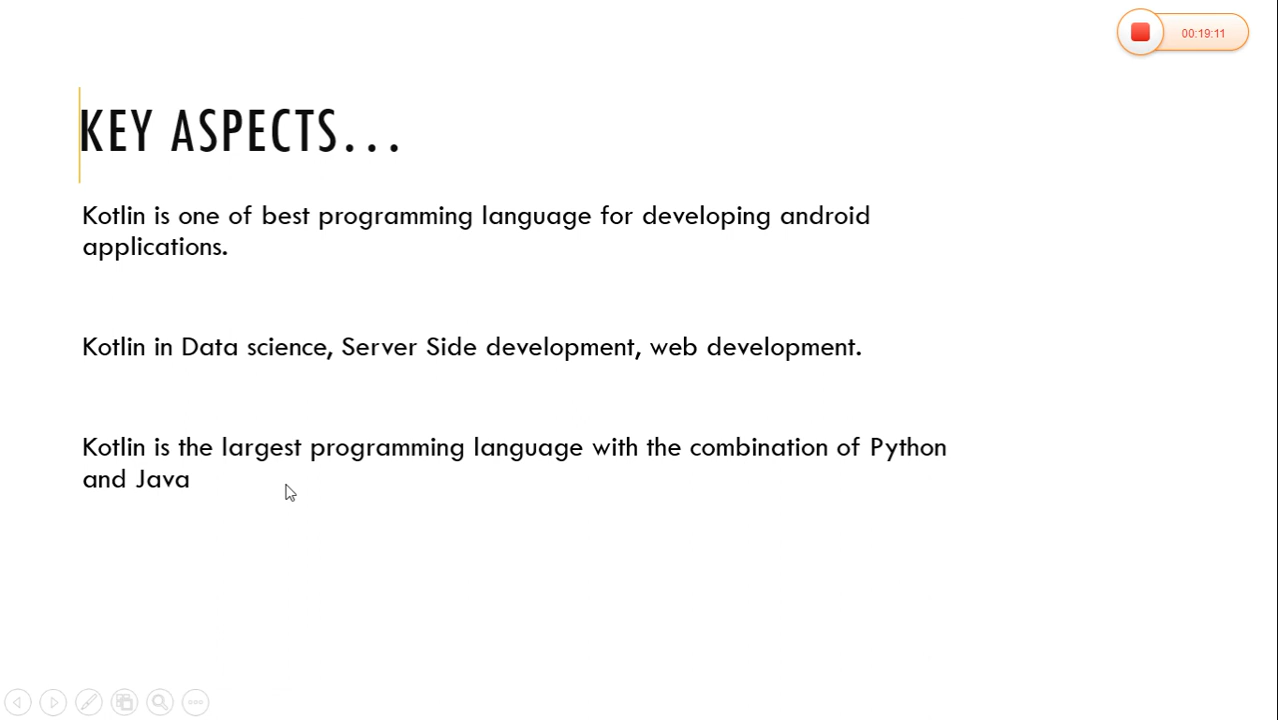 00:19:11
KEY ASPECTS...
Kotlin is one of best programming language for developing android
applications.
Kotlin in Data science, Server Side development, web development.
Kotlin is the largest programming language with the combination of Python
and Java